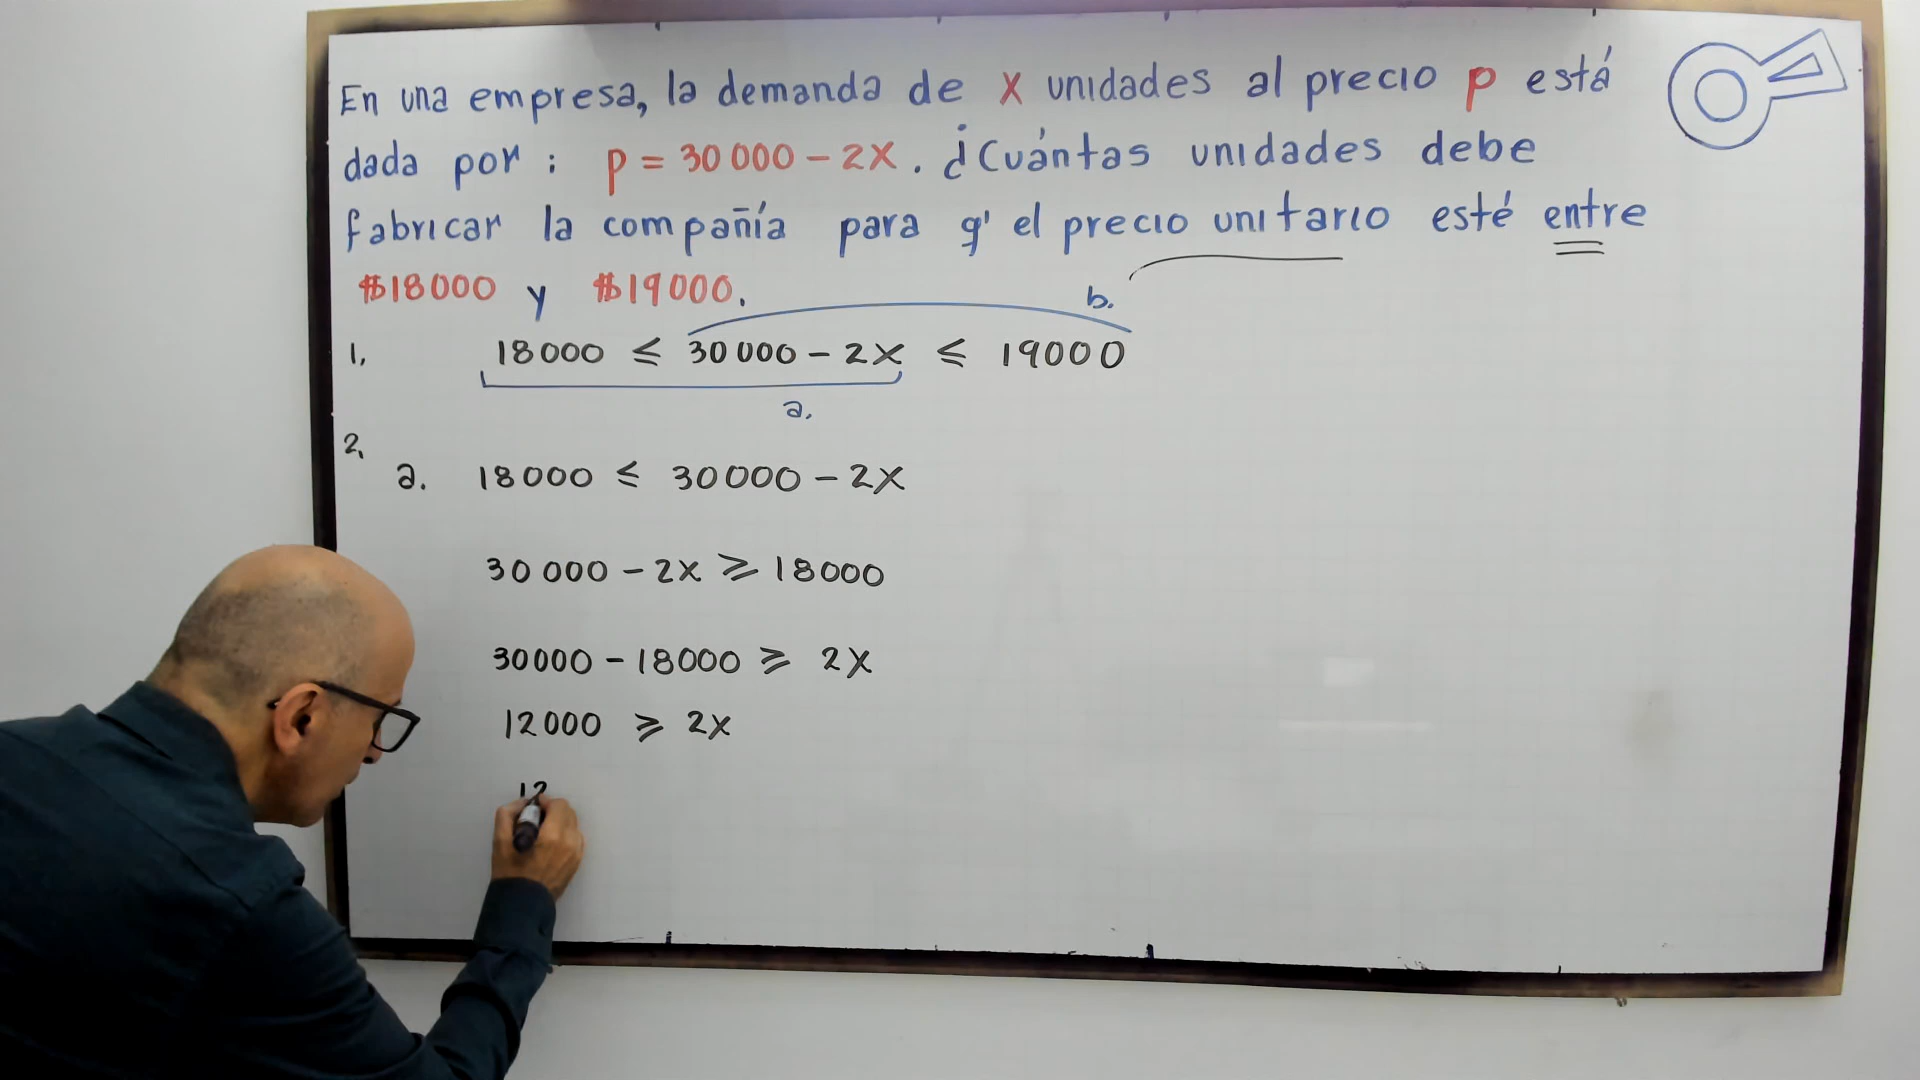 En una empresa, la demanda de X unidades al precio p está
dada por : p = 30 000 - 2X . ¿Cuántas unidades debe
fabricar la compañía para q' el precio unitario esté entre
$18000 y $19000.
b.
1. 18000 ≤ 30000 - 2X ≤ 19000
a.
2.
a. 18000 ≤ 30000 - 2X
30 000 - 2X ≥ 18000
30000 - 18000 ≥ 2X
12000 ≥ 2X
12